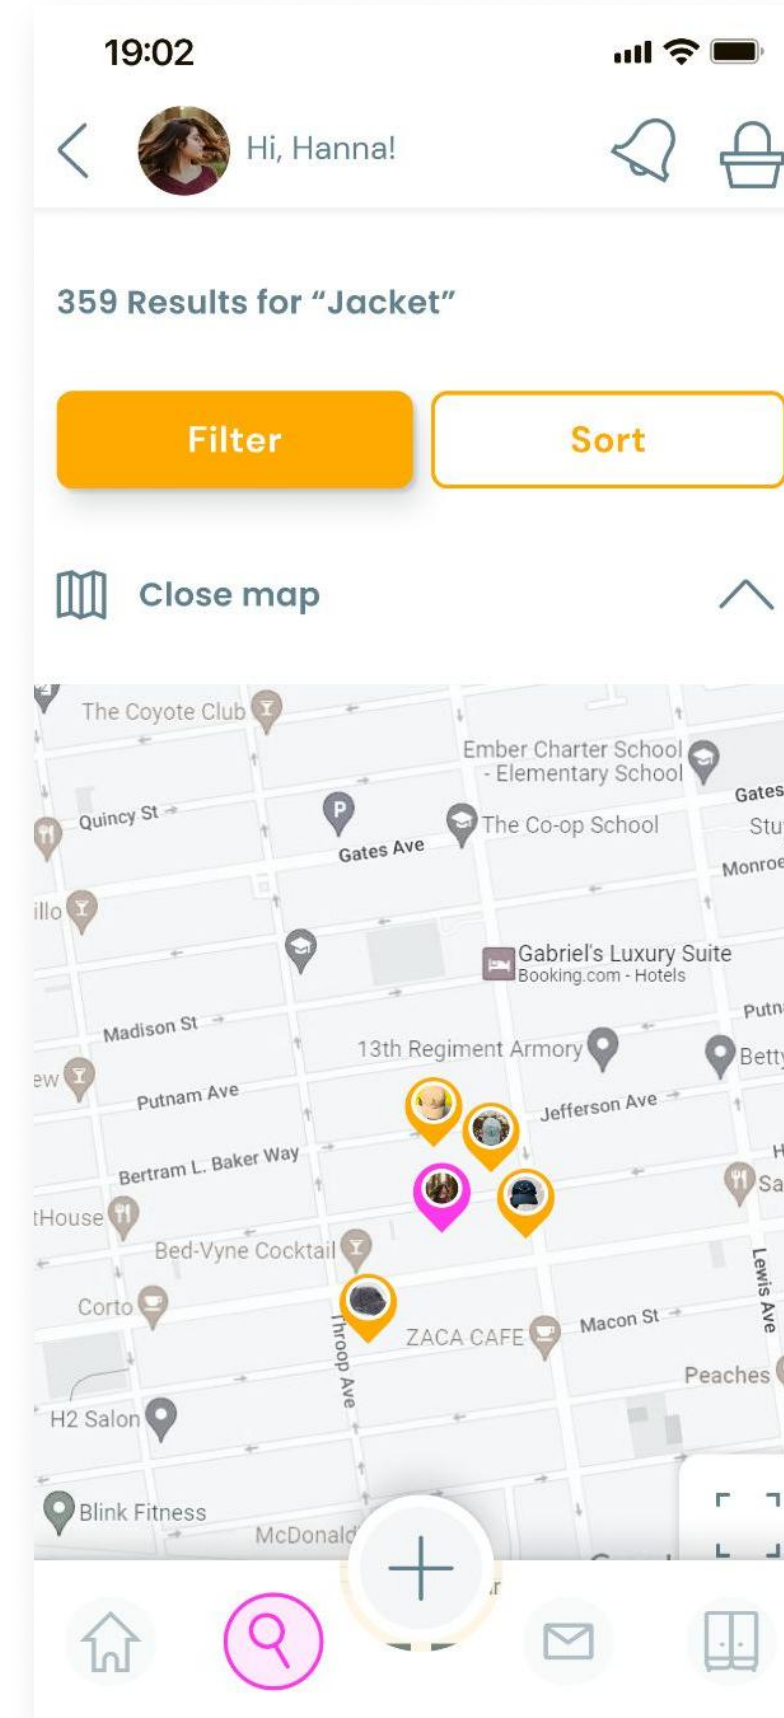 19:02
Hi, Hanna!
359 Results for “Jacket”
Filter
Sort
Close map
The Coyote Club
Ember Charter School
- Elementary School
Quincy St
P
The Co-op School
Gates
Gates Ave
Stu
Monroe
illo
Gabriel's Luxury Suite
Booking.com - Hotels
Madison St
13th Regiment Armory
Putna
ew
Putnam Ave
Betty
Jefferson Ave
Bertram L. Baker Way
H
Sa
tHouse
Bed-Vyne Cocktail
Lewis Ave
Corto
Throop Ave
ZACA CAFE
Macon St
Peaches
H2 Salon
Blink Fitness
McDonald